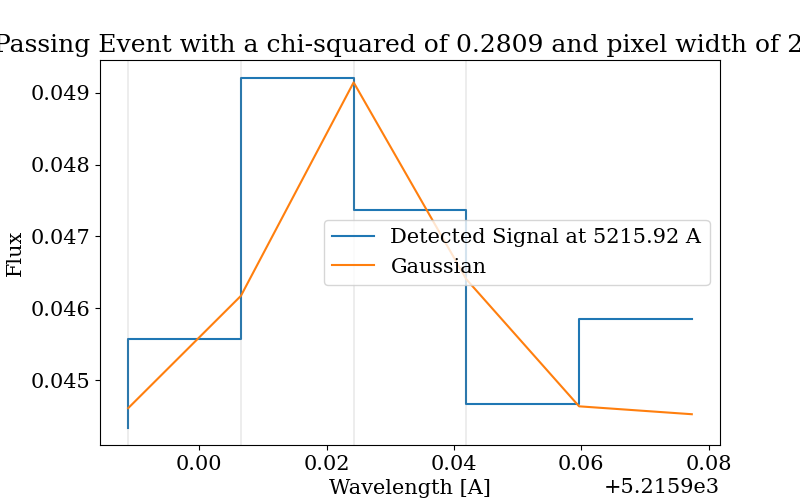 Passing Event with a chi-squared of 0.2809 and pixel width of 2
0.049
0.048
0.047
0.046
0.045
Flux
Detected Signal at 5215.92 A
Gaussian
0.00 0.02 0.04 0.06 0.08
Wavelength [A]
+5.2159e3